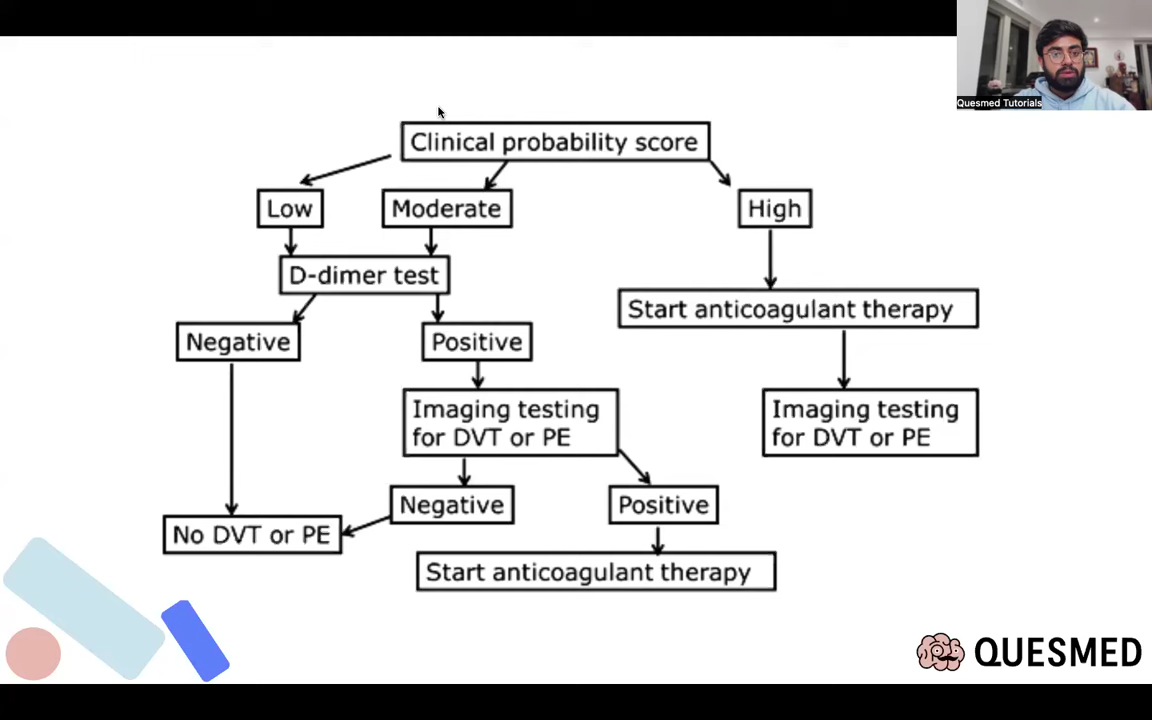 Quesmed Tutorials
Clinical probability score
Low
Moderate
High
D-dimer test
Start anticoagulant therapy
Negative
Positive
Imaging testing
for DVT or PE
Imaging testing
for DVT or PE
Negative
Positive
No DVT or PE
Start anticoagulant therapy
QUESMED